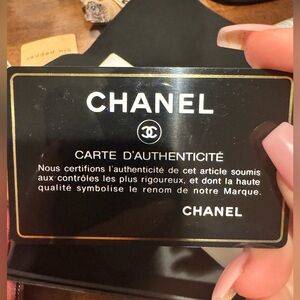 CHANEL
CARTE D'AUTHENTICITÉ
Nous certifions l'authenticité de cet article soumis
aux contrôles les plus rigoureux, et dont la haute
qualité symbolise le renom de notre Marque.
CHANEL